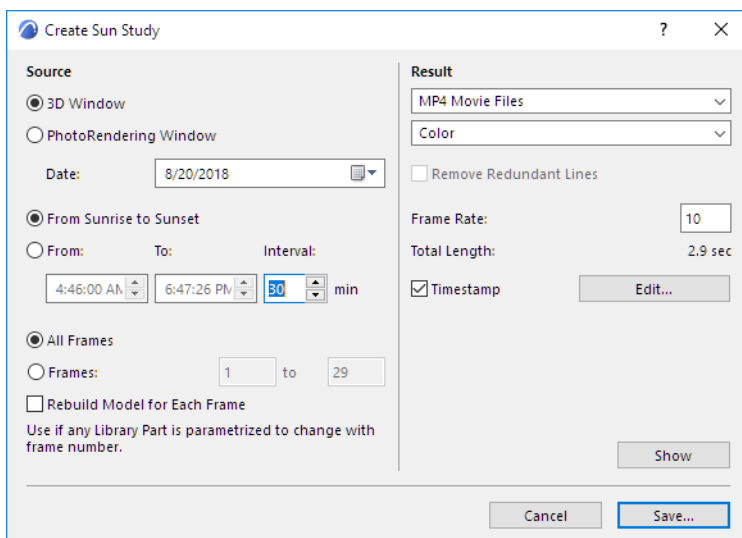 Create Sun Study
?
Source
3D Window
PhotoRendering Window
Date:
8/20/2018
From Sunrise to Sunset
From: To: Interval:
4:46:00 AM 6:47:26 PM 30 min
All Frames
Frames: 1 to 29
Rebuild Model for Each Frame
Use if any Library Part is parametrized to change with
frame number.
Result
MP4 Movie Files
Color
Remove Redundant Lines
Frame Rate: 10
Total Length: 2.9 sec
Timestamp Edit...
Show
Cancel Save...